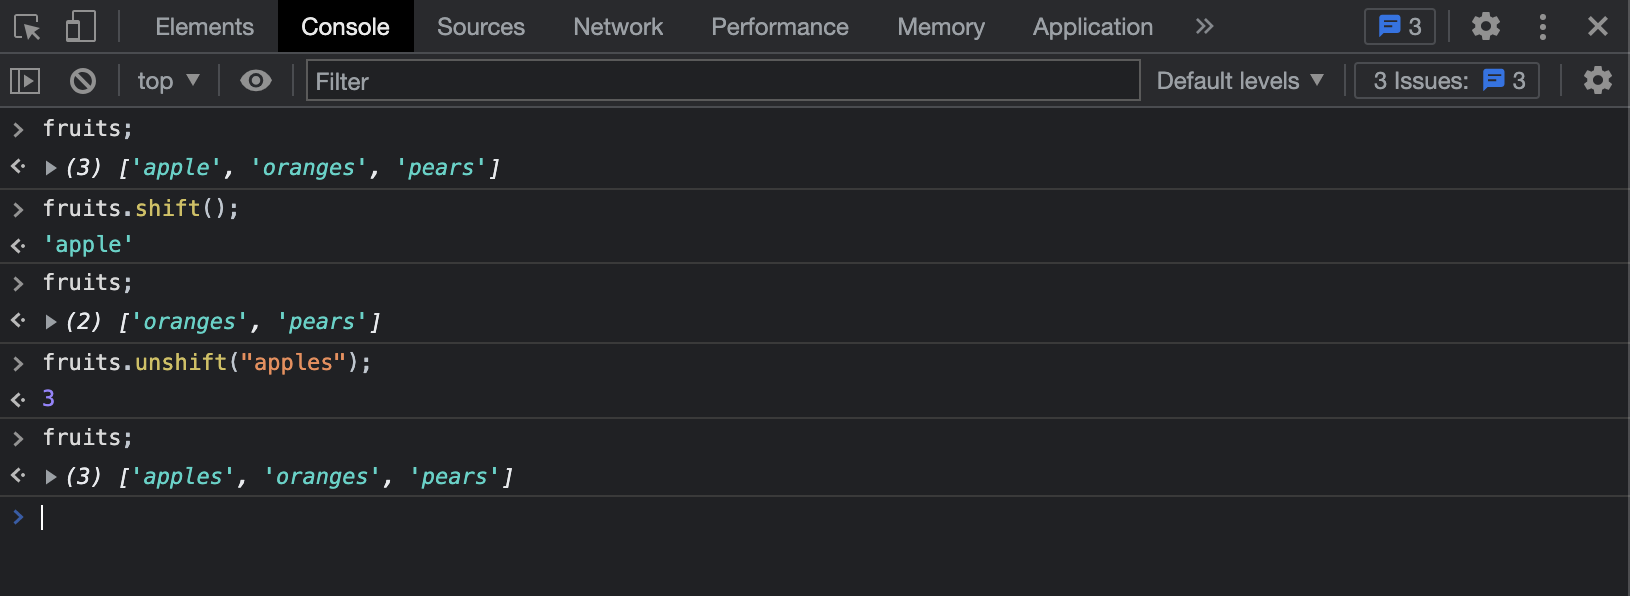 Elements Console Sources Network Performance Memory Application 3
top Filter Default levels 3 Issues: 3
fruits;
(3) ['apple', 'oranges', 'pears']
fruits.shift();
'apple'
fruits;
(2) ['oranges', 'pears']
fruits.unshift("apples");
3
fruits;
(3) ['apples', 'oranges', 'pears']